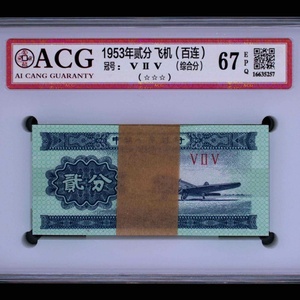 ACG
AI CANG GUARANTY
1953年贰分 飞机（百连）
冠号： V II V （综合分）
（☆☆☆）
67 EPQ
16635257
V II V
贰分